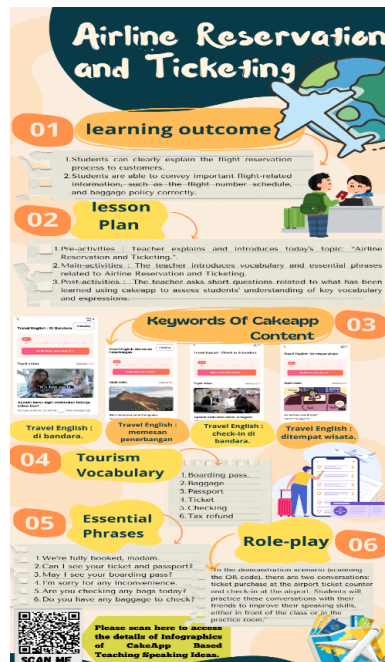 Airline Reservation
and Ticketing
01 learning outcome
1. Students can clearly explain the flight reservation
process to customers.
2. Students are able to convey important flight-related
information, such as the flight number schedule,
and baggage policy correctly.
02 lesson
Plan
1. Pre-activities : Teacher explains and introduces today's topic: "Airline
Reservation and Ticketing.".
2. Main-activities : The teacher introduces vocabulary and essential phrases
related to Airline Reservation and Ticketing.
3. Post-activities : The teacher asks short questions related to what has been
learned using cakeapp to assess students' understanding of key vocabulary
and expressions.
Keywords Of Cakeapp
Content
03
Travel English :
di bandara.
Travel English :
memesan
penerbangan
Travel English :
check-in di
bandara.
Travel English :
ditempat wisata.
04 Tourism
Vocabulary
1. Boarding pass.
2. Baggage
3. Passport
4. Ticket
5. Checking
6. Tax refund
05 Essential
Phrases
1. We're fully booked, madam.
2. Can I see your ticket and passport?
3. May I see your boarding pass?
4. I'm sorry for any inconvenience.
5. Are you checking any bags today?
6. Do you have any baggage to check?
Role-play 06
"In the demonstration scenario (scanning
the QR code), there are two conversations:
ticket purchase at the airport ticket counter
and check-in at the airport. Students will
practice these conversations with their
friends to improve their speaking skills,
either in front of the class or in the
practice room."
SCAN ME
Please scan here to access
the details of Infographics
of CakeApp Based
Teaching Speaking Ideas.